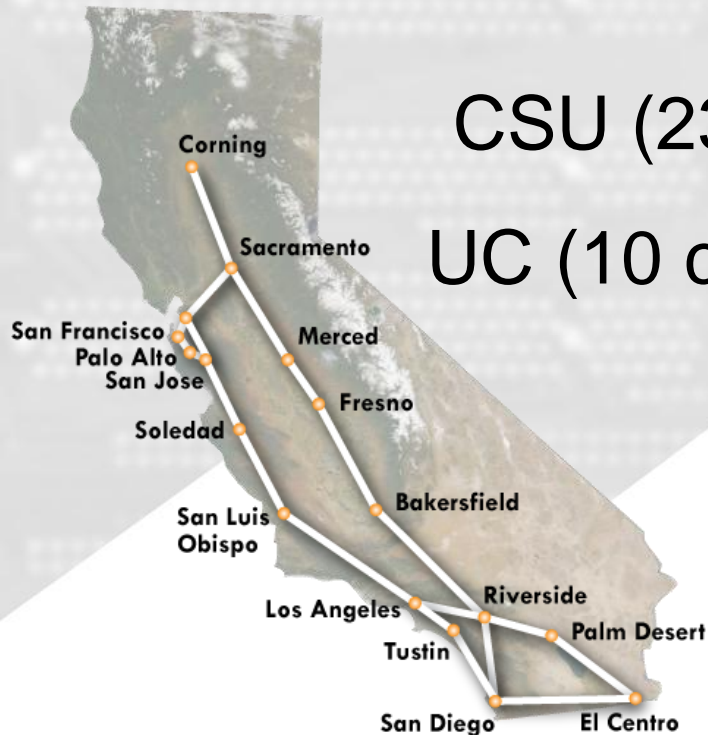 CSU (23
UC (10
Corning
Sacramento
San Francisco
Merced
Palo Alto
San Jose
Fresno
Soledad
Bakersfield
San Luis
Obispo
Riverside
Los Angeles
Palm Desert
Tustin
San Diego
El Centro